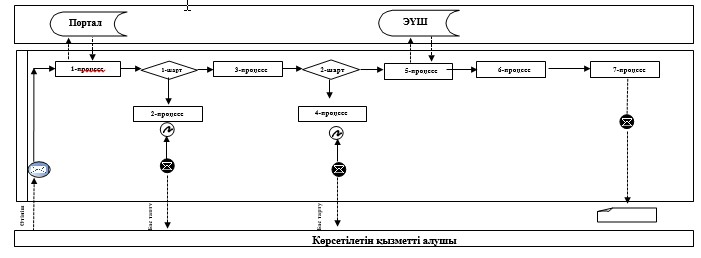 Портал
ЭҮШ
1-процесс
1-шарт
3-процесс
2-шарт
5-процесс
6-процесс
7-процесс
2-процесс
4-процесс
Өтініш
Бас тарту
Бас тарту
Көрсетілетін қызметті алушы